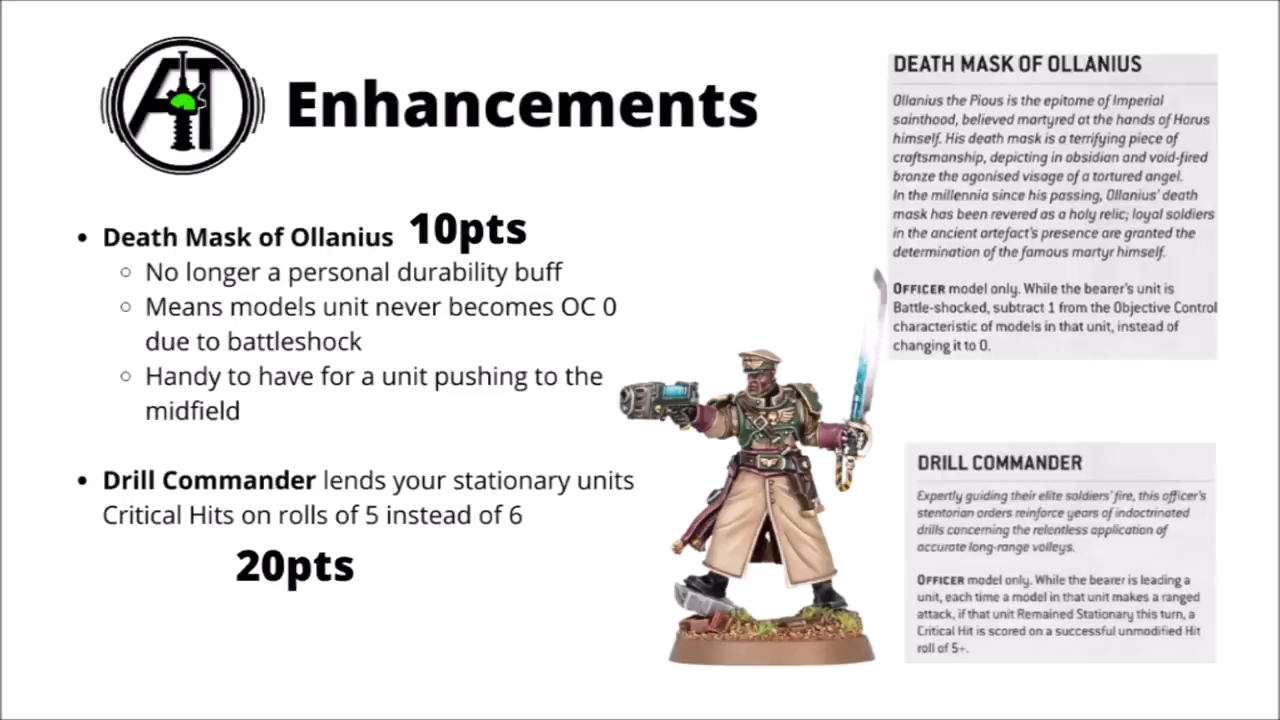 AT
Enhancements
• Death Mask of Ollanius 10pts
○ No longer a personal durability buff
○ Means models unit never becomes OC 0
due to battleshock
○ Handy to have for a unit pushing to the
midfield
• Drill Commander lends your stationary units
Critical Hits on rolls of 5 instead of 6
20pts
DEATH MASK OF OLLANIUS
Ollanius the Pious is the epitome of Imperial
sainthood, believed martyred at the hands of Horus
himself. His death mask is a terrifying piece of
craftsmanship, depicting in obsidian and void-fired
bronze the agonised visage of a tortured angel.
In the millennia since his passing, Ollanius' death
mask has been revered as a holy relic; loyal soldiers
in the ancient artefact's presence are granted the
determination of the famous martyr himself.
OFFICER model only. While the bearer's unit is
Battle-shocked, subtract 1 from the Objective Control
characteristic of models in that unit, instead of
changing it to 0.
DRILL COMMANDER
Expertly guiding their elite soldiers' fire, this officer's
stentorian orders reinforce years of indoctrinated
drills concerning the relentless application of
accurate long-range volleys.
OFFICER model only. While the bearer is leading a
unit, each time a model in that unit makes a ranged
attack, if that unit Remained Stationary this turn, a
Critical Hit is scored on a successful unmodified Hit
roll of 5+.